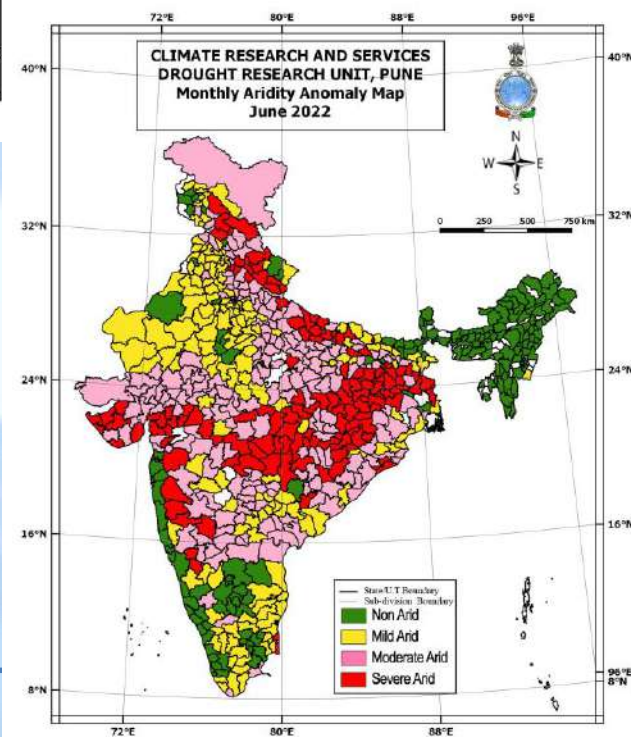 72°E 80°E 88°E 96°E
CLIMATE RESEARCH AND SERVICES
DROUGHT RESEARCH UNIT, PUNE
Monthly Aridity Anomaly Map
June 2022
40°N 40°N
N
W E
S
0 250 500 750 km
32°N 32°N
24°N 24°N
16°N 16°N
State/U.T Boundary
Sub-division Boundary
Non Arid
Mild Arid
Moderate Arid
Severe Arid
96°E
8°N 8°N
72°E 80°E 88°E